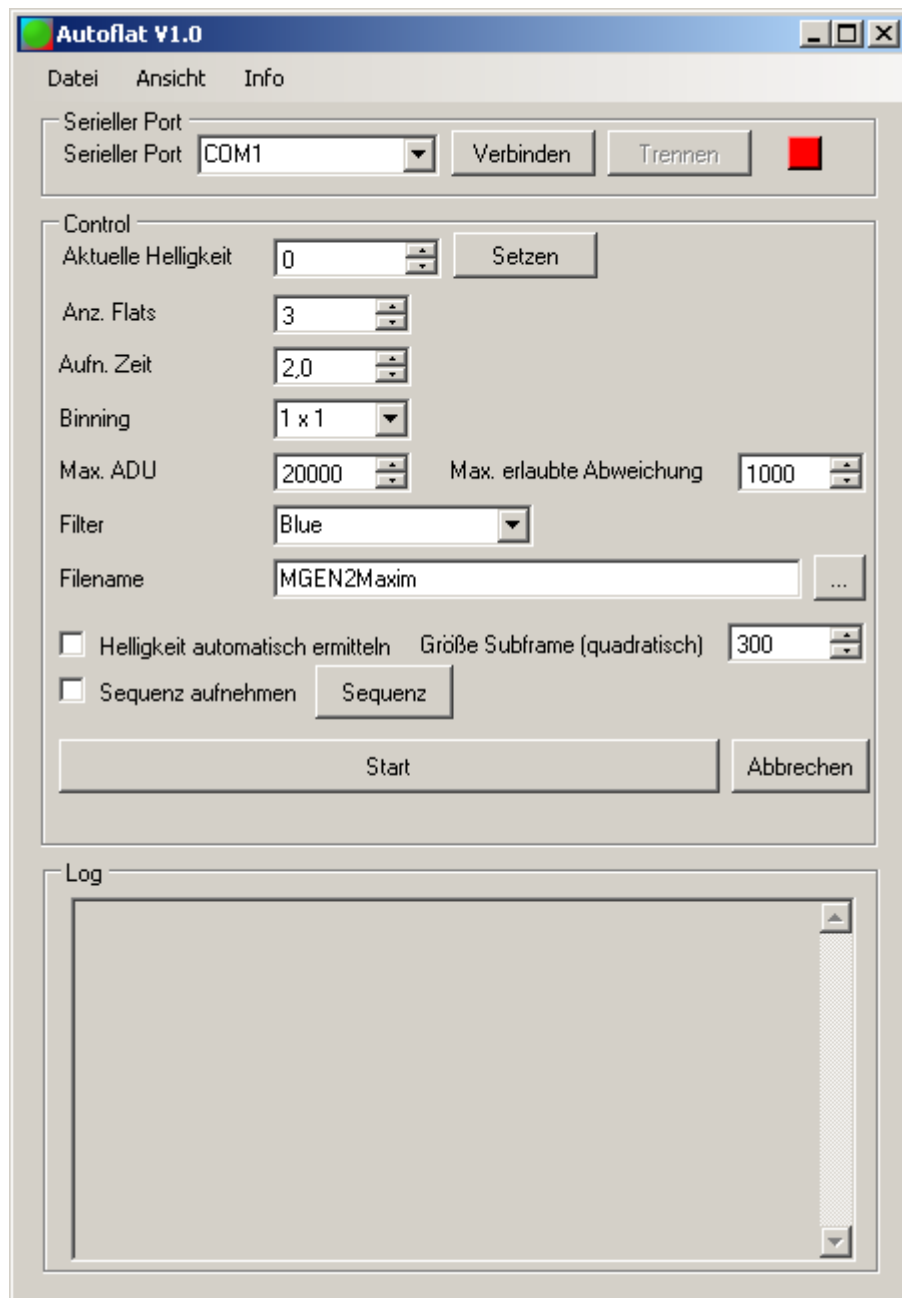 Autoflat V1.0
Datei Ansicht Info
Serieller Port
Serieller Port COM1 Verbinden Trennen
Control
Aktuelle Helligkeit 0 Setzen
Anz. Flats 3
Aufn. Zeit 2,0
Binning 1 x 1
Max. ADU 20000 Max. erlaubte Abweichung 1000
Filter Blue
Filename MGEN2Maxim ...
Helligkeit automatisch ermitteln Größe Subframe (quadratisch) 300
Sequenz aufnehmen Sequenz
Start Abbrechen
Log